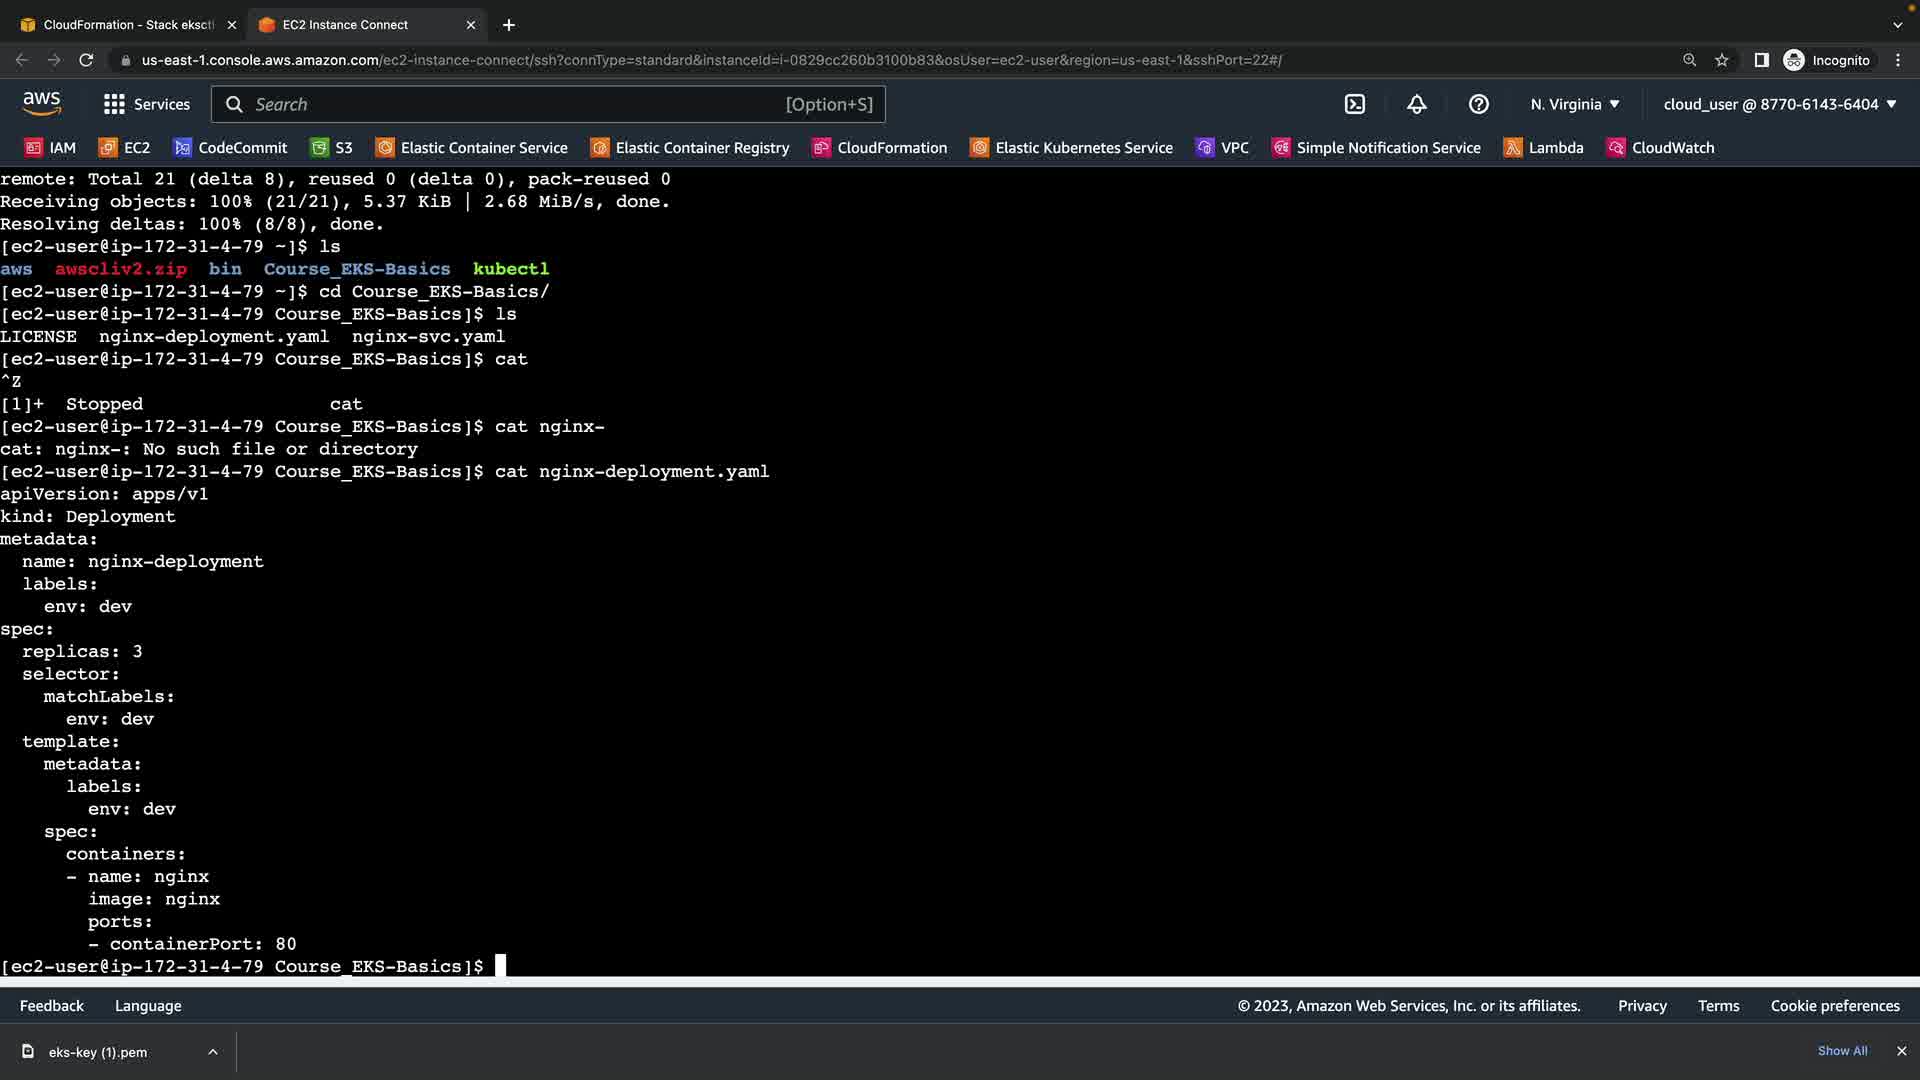 CloudFormation - Stack eksctl
EC2 Instance Connect
us-east-1.console.aws.amazon.com/ec2-instance-connect/ssh?connType=standard&instanceId=i-0829cc260b3100b83&osUser=ec2-user&region=us-east-1&sshPort=22#/
Incognito
aws
Services
Search
[Option+S]
N. Virginia
cloud_user @ 8770-6143-6404
IAM
EC2
CodeCommit
S3
Elastic Container Service
Elastic Container Registry
CloudFormation
Elastic Kubernetes Service
VPC
Simple Notification Service
Lambda
CloudWatch
remote: Total 21 (delta 8), reused 0 (delta 0), pack-reused 0
Receiving objects: 100% (21/21), 5.37 KiB | 2.68 MiB/s, done.
Resolving deltas: 100% (8/8), done.
[ec2-user@ip-172-31-4-79 ~]$ ls
aws  awscliv2.zip  bin  Course_EKS-Basics  kubectl
[ec2-user@ip-172-31-4-79 ~]$ cd Course_EKS-Basics/
[ec2-user@ip-172-31-4-79 Course_EKS-Basics]$ ls
LICENSE  nginx-deployment.yaml  nginx-svc.yaml
[ec2-user@ip-172-31-4-79 Course_EKS-Basics]$ cat
^Z
[1]+  Stopped                 cat
[ec2-user@ip-172-31-4-79 Course_EKS-Basics]$ cat nginx-
cat: nginx-: No such file or directory
[ec2-user@ip-172-31-4-79 Course_EKS-Basics]$ cat nginx-deployment.yaml
apiVersion: apps/v1
kind: Deployment
metadata:
  name: nginx-deployment
  labels:
    env: dev
spec:
  replicas: 3
  selector:
    matchLabels:
      env: dev
  template:
    metadata:
      labels:
        env: dev
    spec:
      containers:
      - name: nginx
        image: nginx
        ports:
        - containerPort: 80
[ec2-user@ip-172-31-4-79 Course_EKS-Basics]$
Feedback
Language
© 2023, Amazon Web Services, Inc. or its affiliates.
Privacy
Terms
Cookie preferences
eks-key (1).pem
Show All